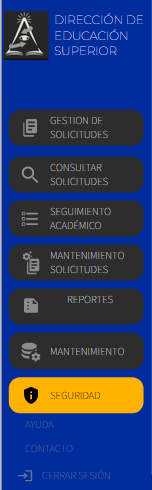 DIRECCIÓN DE
EDUCACIÓN
SUPERIOR
GESTION DE
SOLICITUDES
CONSULTAR
SOLICITUDES
SEGUIMIENTO
ACADÉMICO
MANTENIMIENTO
SOLICITUDES
REPORTES
MANTENIMIENTO
SEGURIDAD
AYUDA
CONTACTO
CERRAR SESIÓN